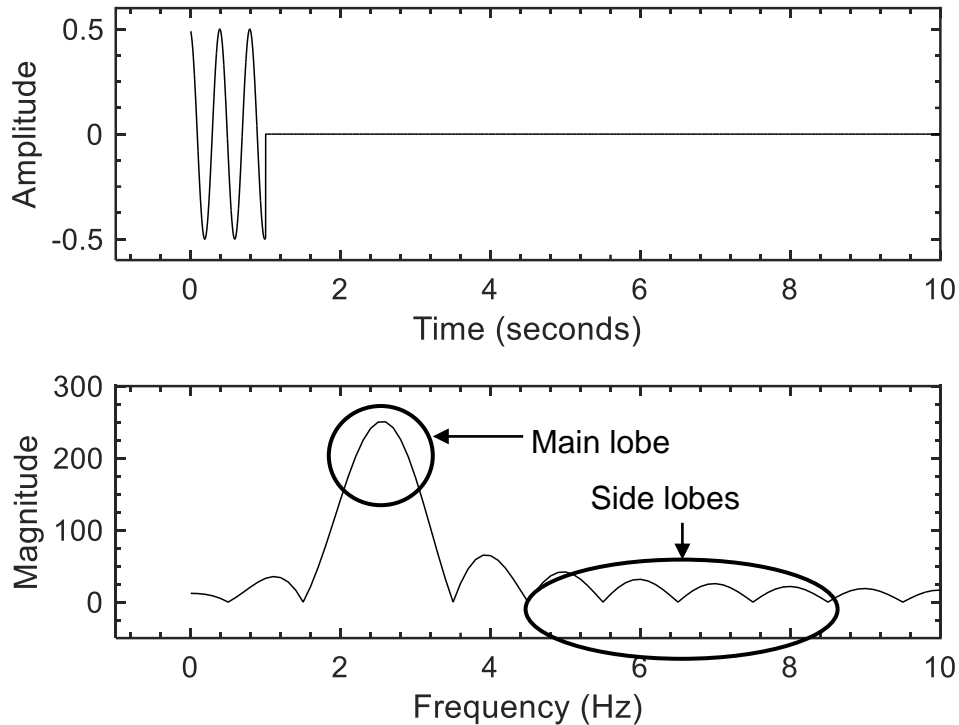 0.5
0
-0.5
Amplitude
0 2 4 6 8 10
Time (seconds)
300
200
100
0
Magnitude
Main lobe
Side lobes
0 2 4 6 8 10
Frequency (Hz)